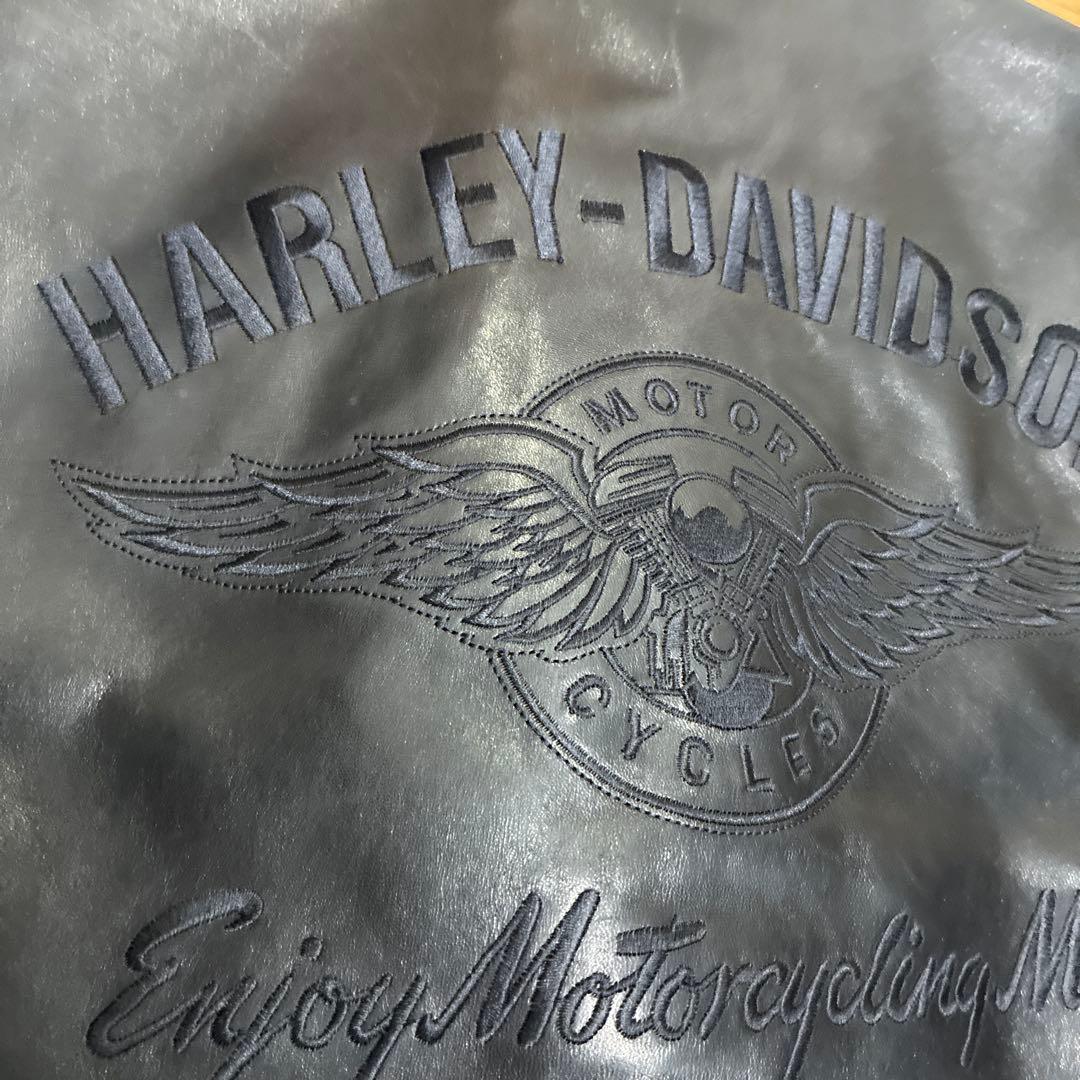 HARLEY-DAVIDSO
MOTOR
CYCLES
Enjoy Motorcycling M